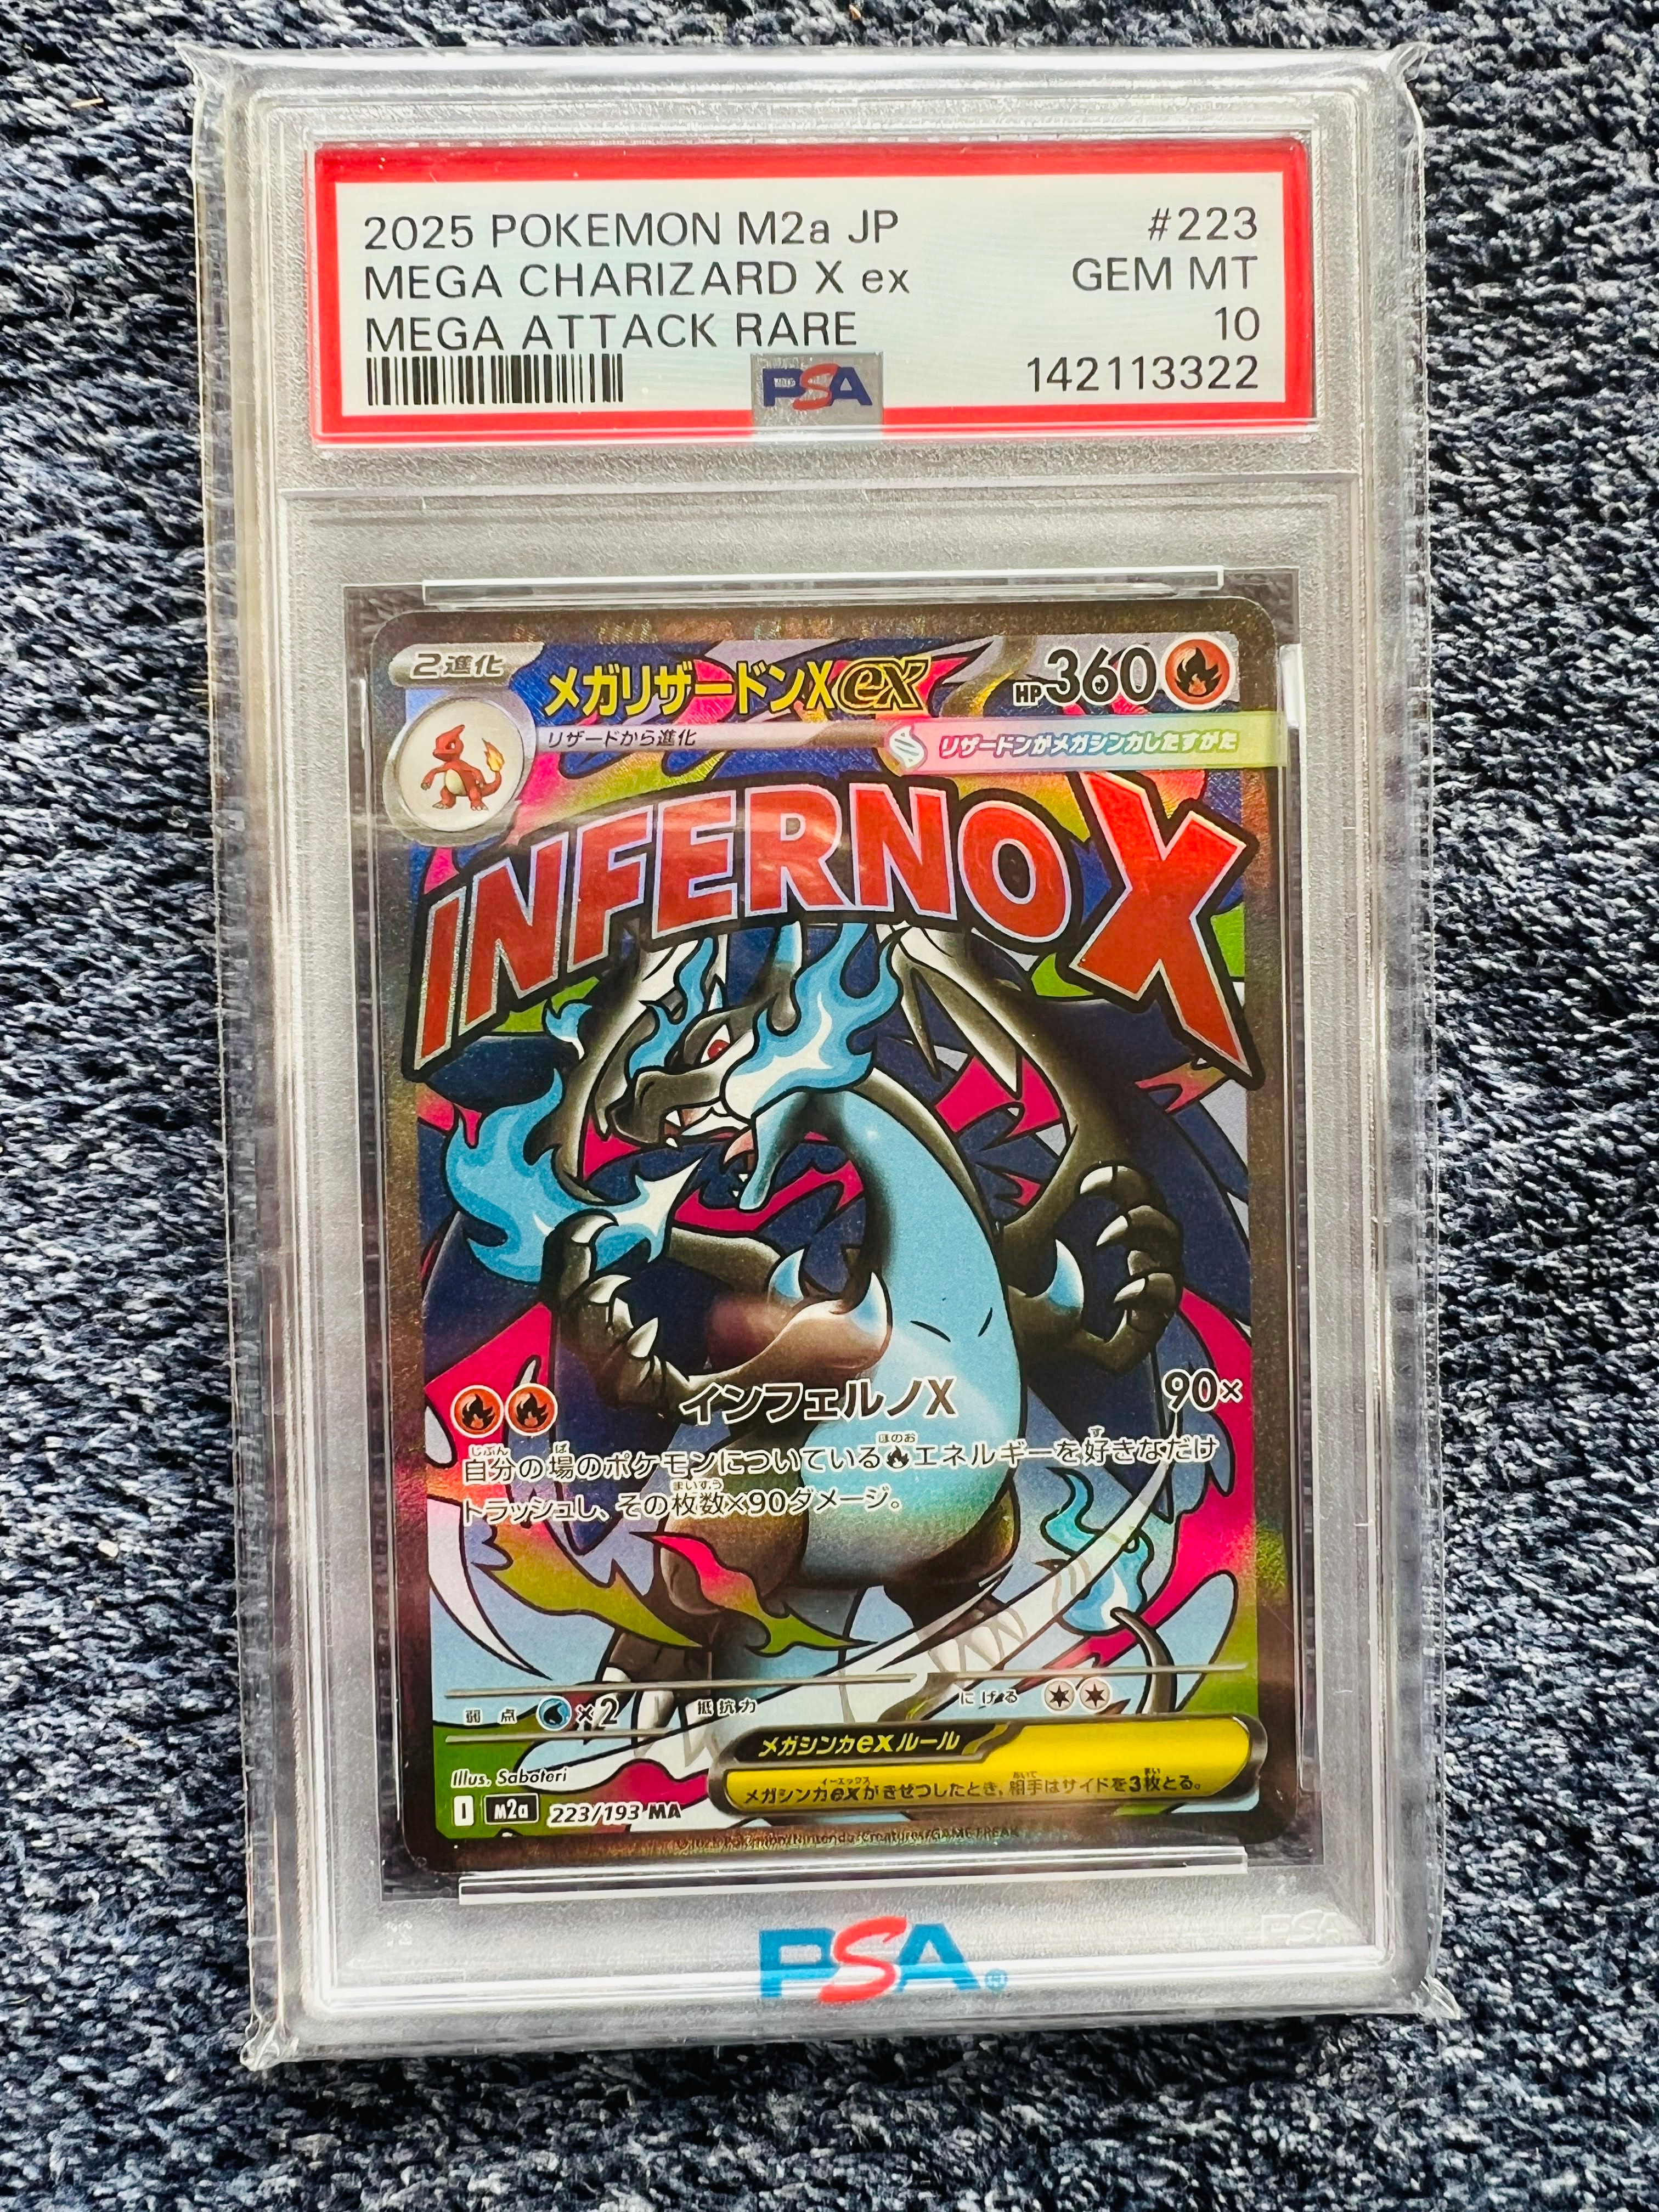 2025 POKEMON M2a JP #223
MEGA CHARIZARD X ex GEM MT
MEGA ATTACK RARE 10
PSA 142113322
2進化 メガリザードンXex HP360
リザードから進化 リザードンがメガシンカしたすがた
INFERNO X
インフェルノX 90×
自分の場のポケモンについているエネルギーを好きなだけ
トラッシュし、その枚数×90ダメージ。
弱点 ×2 抵抗力 にげる
メガシンカexルール
メガシンカexがきぜつしたとき、相手はサイドを3枚とる。
Illus. Saboteri
I m2a 223/193 MA
Pokémon/Nintendo/Creatures/GAME FREAK
PSA